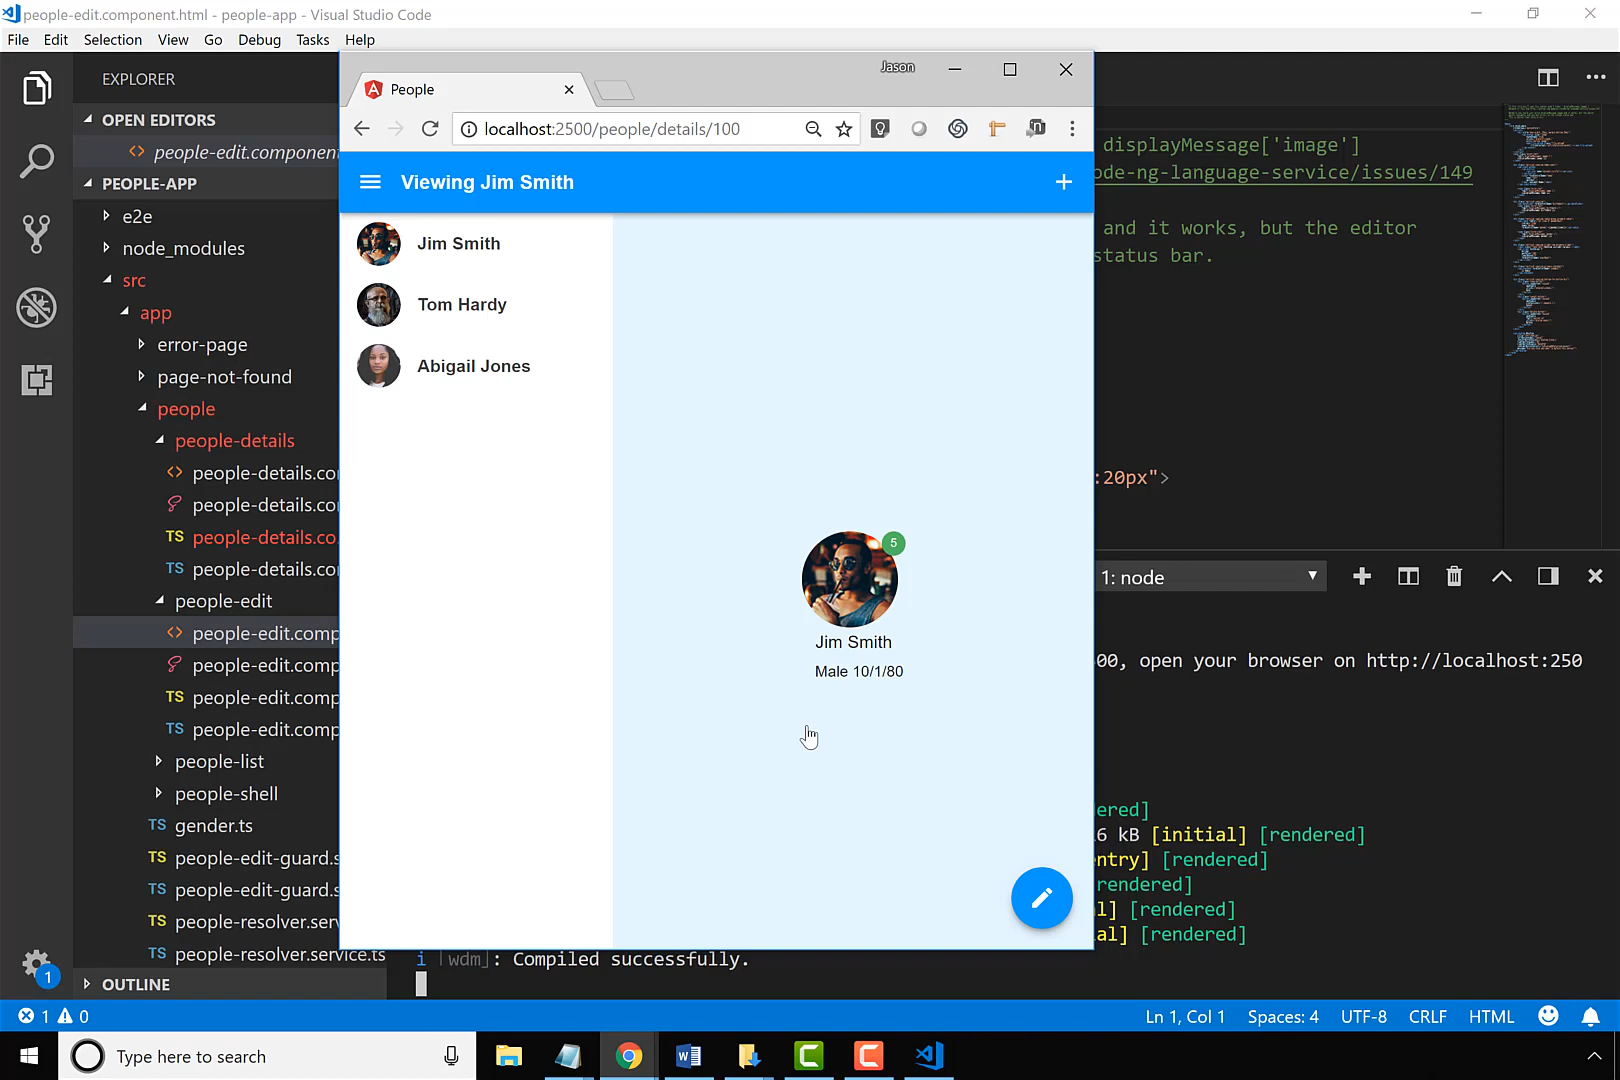 people-edit.component.html - people-app - Visual Studio Code
File Edit Selection View Go Debug Tasks Help
EXPLORER
OPEN EDITORS
people-edit.component
PEOPLE-APP
e2e
node_modules
src
app
error-page
page-not-found
people
people-details
people-details.co
people-details.co
TS people-details.co
TS people-details.co
people-edit
people-edit.comp
people-edit.comp
TS people-edit.comp
TS people-edit.comp
people-list
people-shell
TS gender.ts
TS people-edit-guard.s
TS people-edit-guard.s
TS people-resolver.serv
TS people-resolver.service.ts
OUTLINE
1
Jason
People
localhost:2500/people/details/100
Viewing Jim Smith
Jim Smith
Tom Hardy
Abigail Jones
5
Jim Smith
Male 10/1/80
displayMessage['image']
ode-ng-language-service/issues/149
and it works, but the editor
status bar.
:20px">
1: node
00, open your browser on http://localhost:250
ered]
16 kB [initial] [rendered]
entry] [rendered]
rendered]
l] [rendered]
al] [rendered]
i ｢wdm｣: Compiled successfully.
1 0
Ln 1, Col 1 Spaces: 4 UTF-8 CRLF HTML
Type here to search